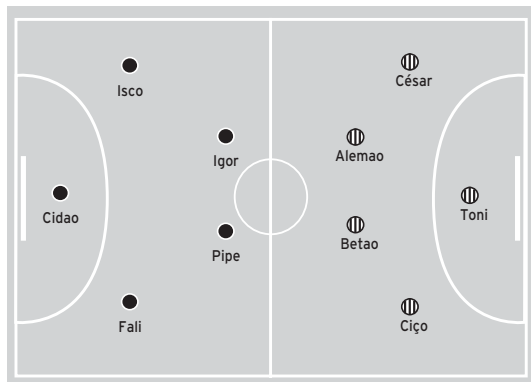 Isco
César
Igor
Alemao
Cidao
Toni
Pipe
Betao
Fali
Ciço